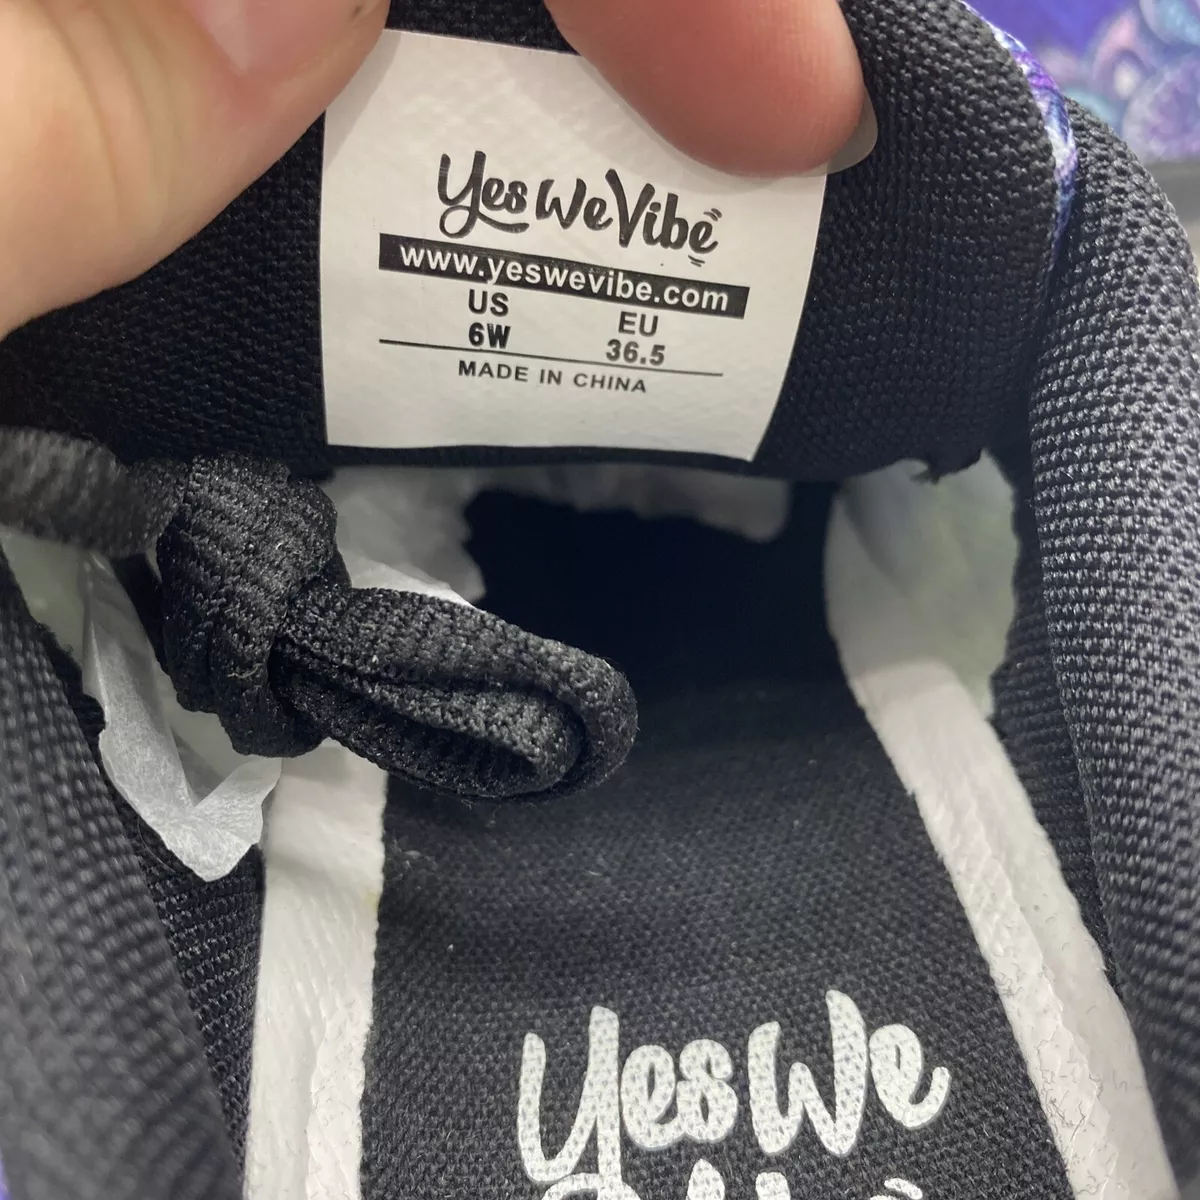 Yes We Vibe
www.yeswevibe.com
US EU
6W 36.5
MADE IN CHINA
Yes We